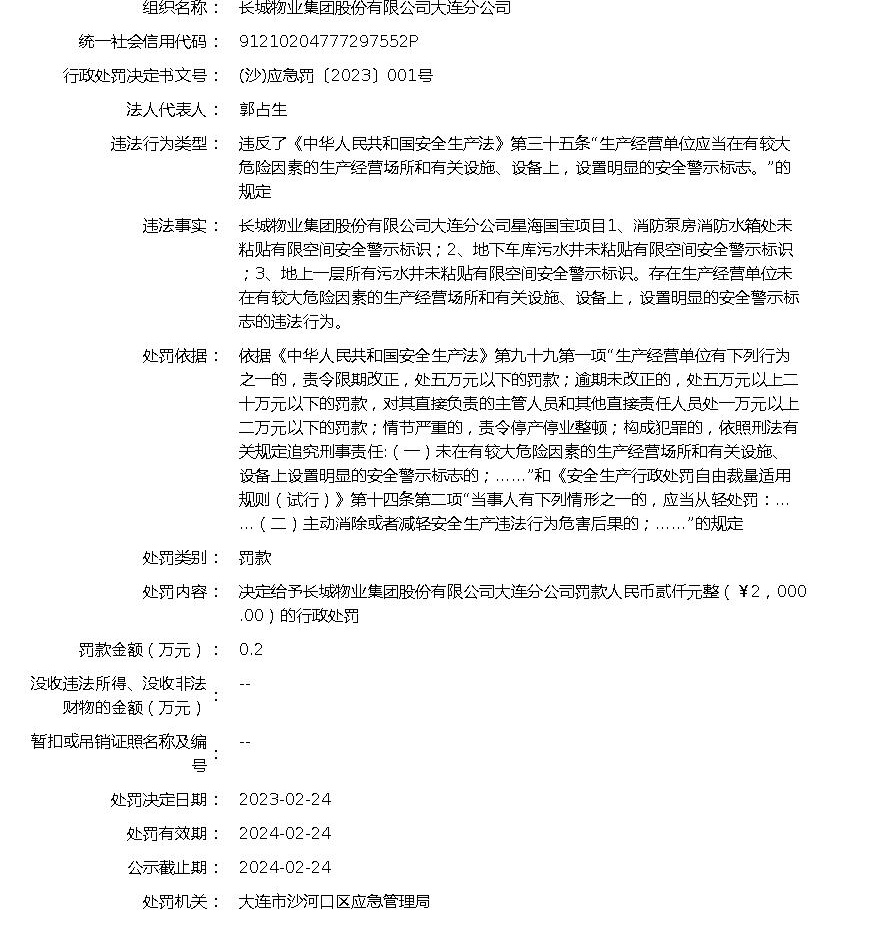 组织名称： 长城物业集团股份有限公司大连分公司
统一社会信用代码： 91210204777297552P
行政处罚决定书文号： (沙)应急罚〔2023〕001号
法人代表人： 郭占生
违法行为类型： 违反了《中华人民共和国安全生产法》第三十五条“生产经营单位应当在有较大
危险因素的生产经营场所和有关设施、设备上，设置明显的安全警示标志。”的
规定
违法事实： 长城物业集团股份有限公司大连分公司星海国宝项目1、消防泵房消防水箱处未
粘贴有限空间安全警示标识；2、地下车库污水井未粘贴有限空间安全警示标识
；3、地上一层所有污水井未粘贴有限空间安全警示标识。存在生产经营单位未
在有较大危险因素的生产经营场所和有关设施、设备上，设置明显的安全警示标
志的违法行为。
处罚依据： 依据《中华人民共和国安全生产法》第九十九第一项“生产经营单位有下列行为
之一的，责令限期改正，处五万元以下的罚款；逾期未改正的，处五万元以上二
十万元以下的罚款，对其直接负责的主管人员和其他直接责任人员处一万元以上
二万元以下的罚款；情节严重的，责令停产停业整顿；构成犯罪的，依照刑法有
关规定追究刑事责任:（一）未在有较大危险因素的生产经营场所和有关设施、
设备上设置明显的安全警示标志的；……”和《安全生产行政处罚自由裁量适用
规则（试行）》第十四条第二项“当事人有下列情形之一的，应当从轻处罚：…
…（二）主动消除或者减轻安全生产违法行为危害后果的；……”的规定
处罚类别： 罚款
处罚内容： 决定给予长城物业集团股份有限公司大连分公司罚款人民币贰仟元整（￥2，000
.00）的行政处罚
罚款金额（万元）： 0.2
没收违法所得、没收非法
财物的金额（万元）： --
暂扣或吊销证照名称及编
号： --
处罚决定日期： 2023-02-24
处罚有效期： 2024-02-24
公示截止期： 2024-02-24
处罚机关： 大连市沙河口区应急管理局